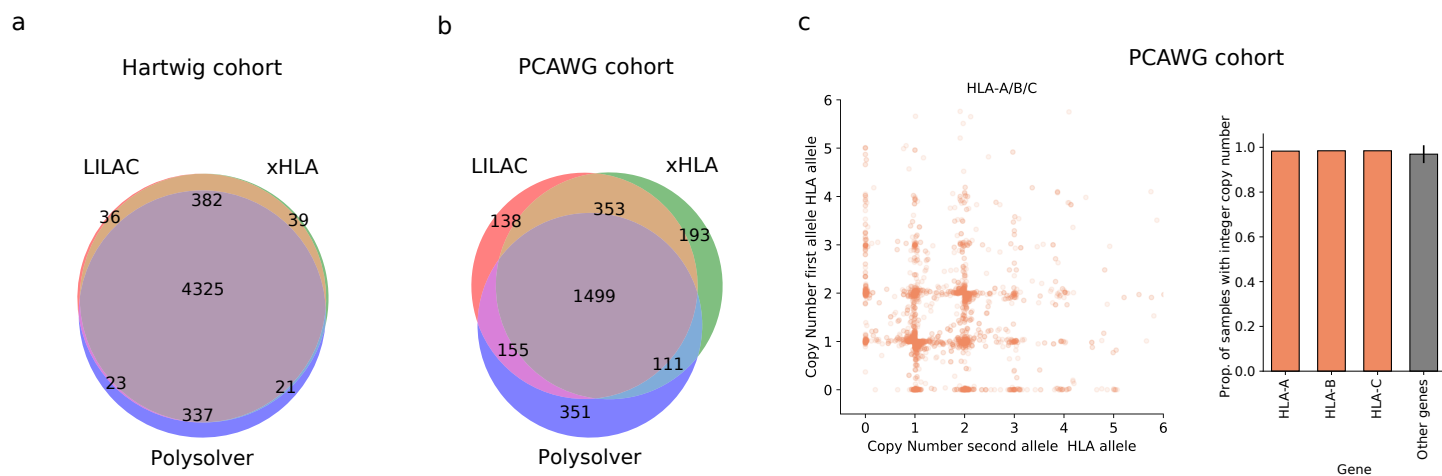 a
Hartwig cohort
LILAC
xHLA
36
382
39
4325
23
337
21
Polysolver
b
PCAWG cohort
LILAC
xHLA
138
353
193
1499
155
111
351
Polysolver
c
PCAWG cohort
HLA-A/B/C
Copy Number first allele HLA allele
6
5
4
3
2
1
0
0 1 2 3 4 5 6
Copy Number second allele  HLA allele
Prop. of samples with integer copy number
1.0
0.8
0.6
0.4
0.2
0.0
HLA-A
HLA-B
HLA-C
Other genes
Gene